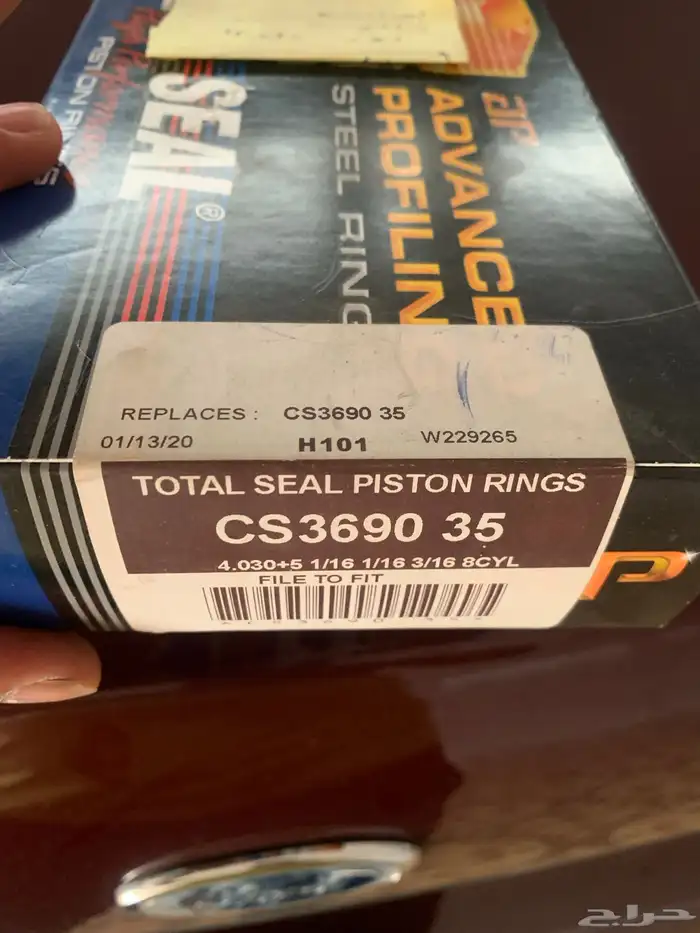 PISTON RINGS
SEAL®
STEEL RING
ADVANCE
PROFILIN
REPLACES : CS3690 35
01/13/20 H101 W229265
TOTAL SEAL PISTON RINGS
CS3690 35
4.030+5 1/16 1/16 3/16 8CYL
FILE TO FIT
حراج